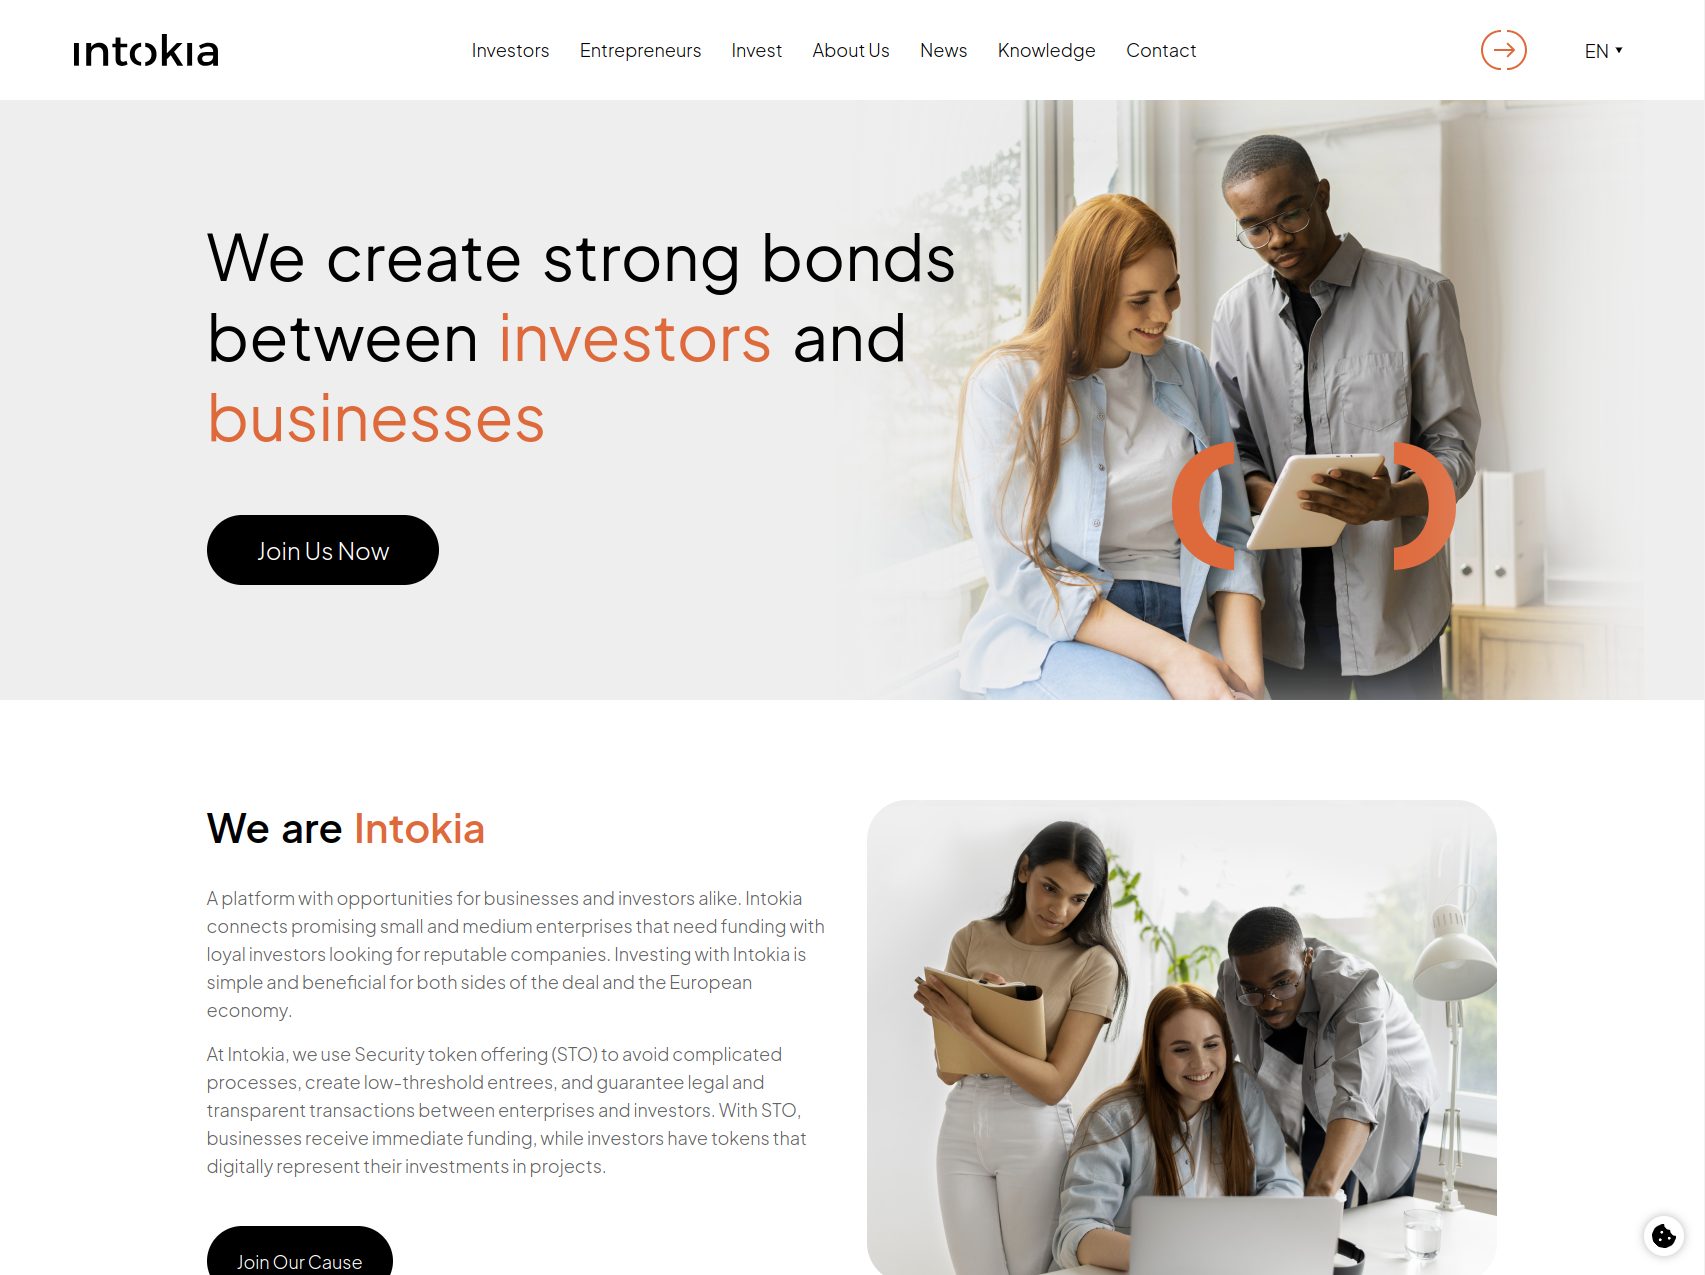 intokia
Investors Entrepreneurs Invest About Us News Knowledge Contact
EN
We create strong bonds
between investors and
businesses
Join Us Now
We are Intokia
A platform with opportunities for businesses and investors alike. Intokia
connects promising small and medium enterprises that need funding with
loyal investors looking for reputable companies. Investing with Intokia is
simple and beneficial for both sides of the deal and the European
economy.
At Intokia, we use Security token offering (STO) to avoid complicated
processes, create low-threshold entrees, and guarantee legal and
transparent transactions between enterprises and investors. With STO,
businesses receive immediate funding, while investors have tokens that
digitally represent their investments in projects.
Join Our Cause